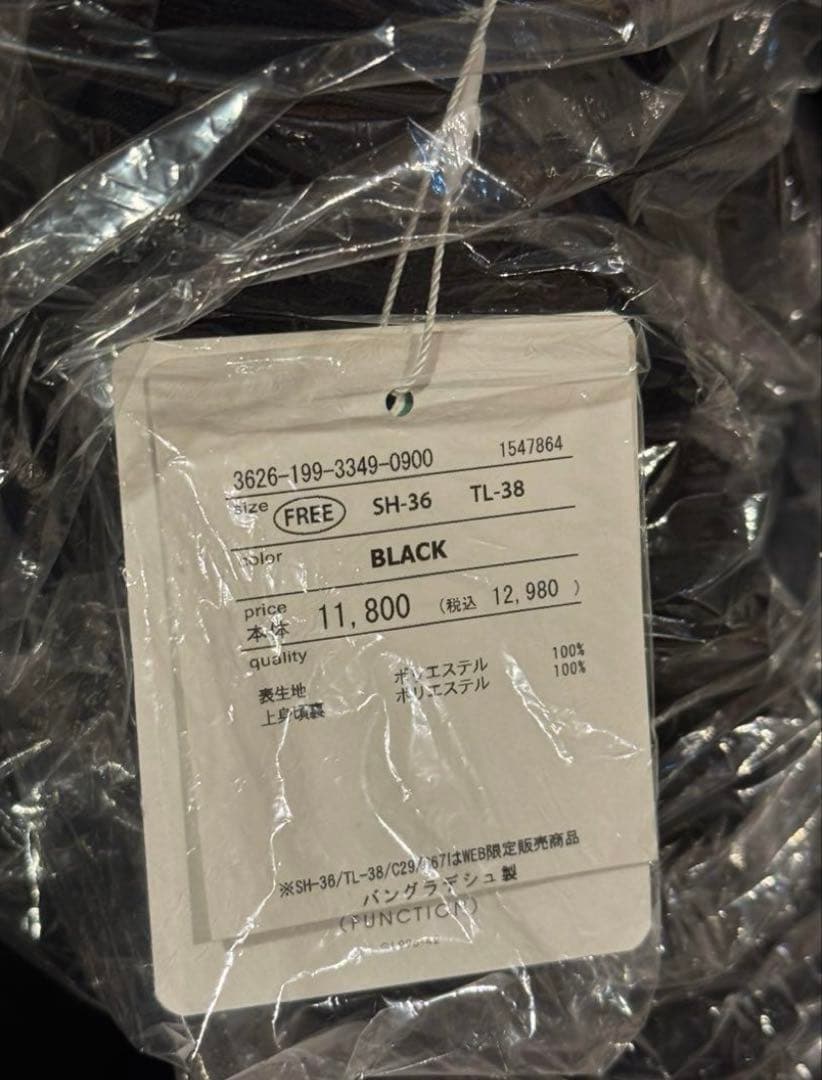 3626-199-3349-0900 1547864
size FREE SH-36 TL-38
color BLACK
price
本体 11,800 (税込 12,980 )
quality
表生地 ポリエステル 100%
上身頃裏 ポリエステル 100%
※SH-36/TL-38/C29/ 67はWEB限定販売商品
バングラデシュ製
(FUNCTION)